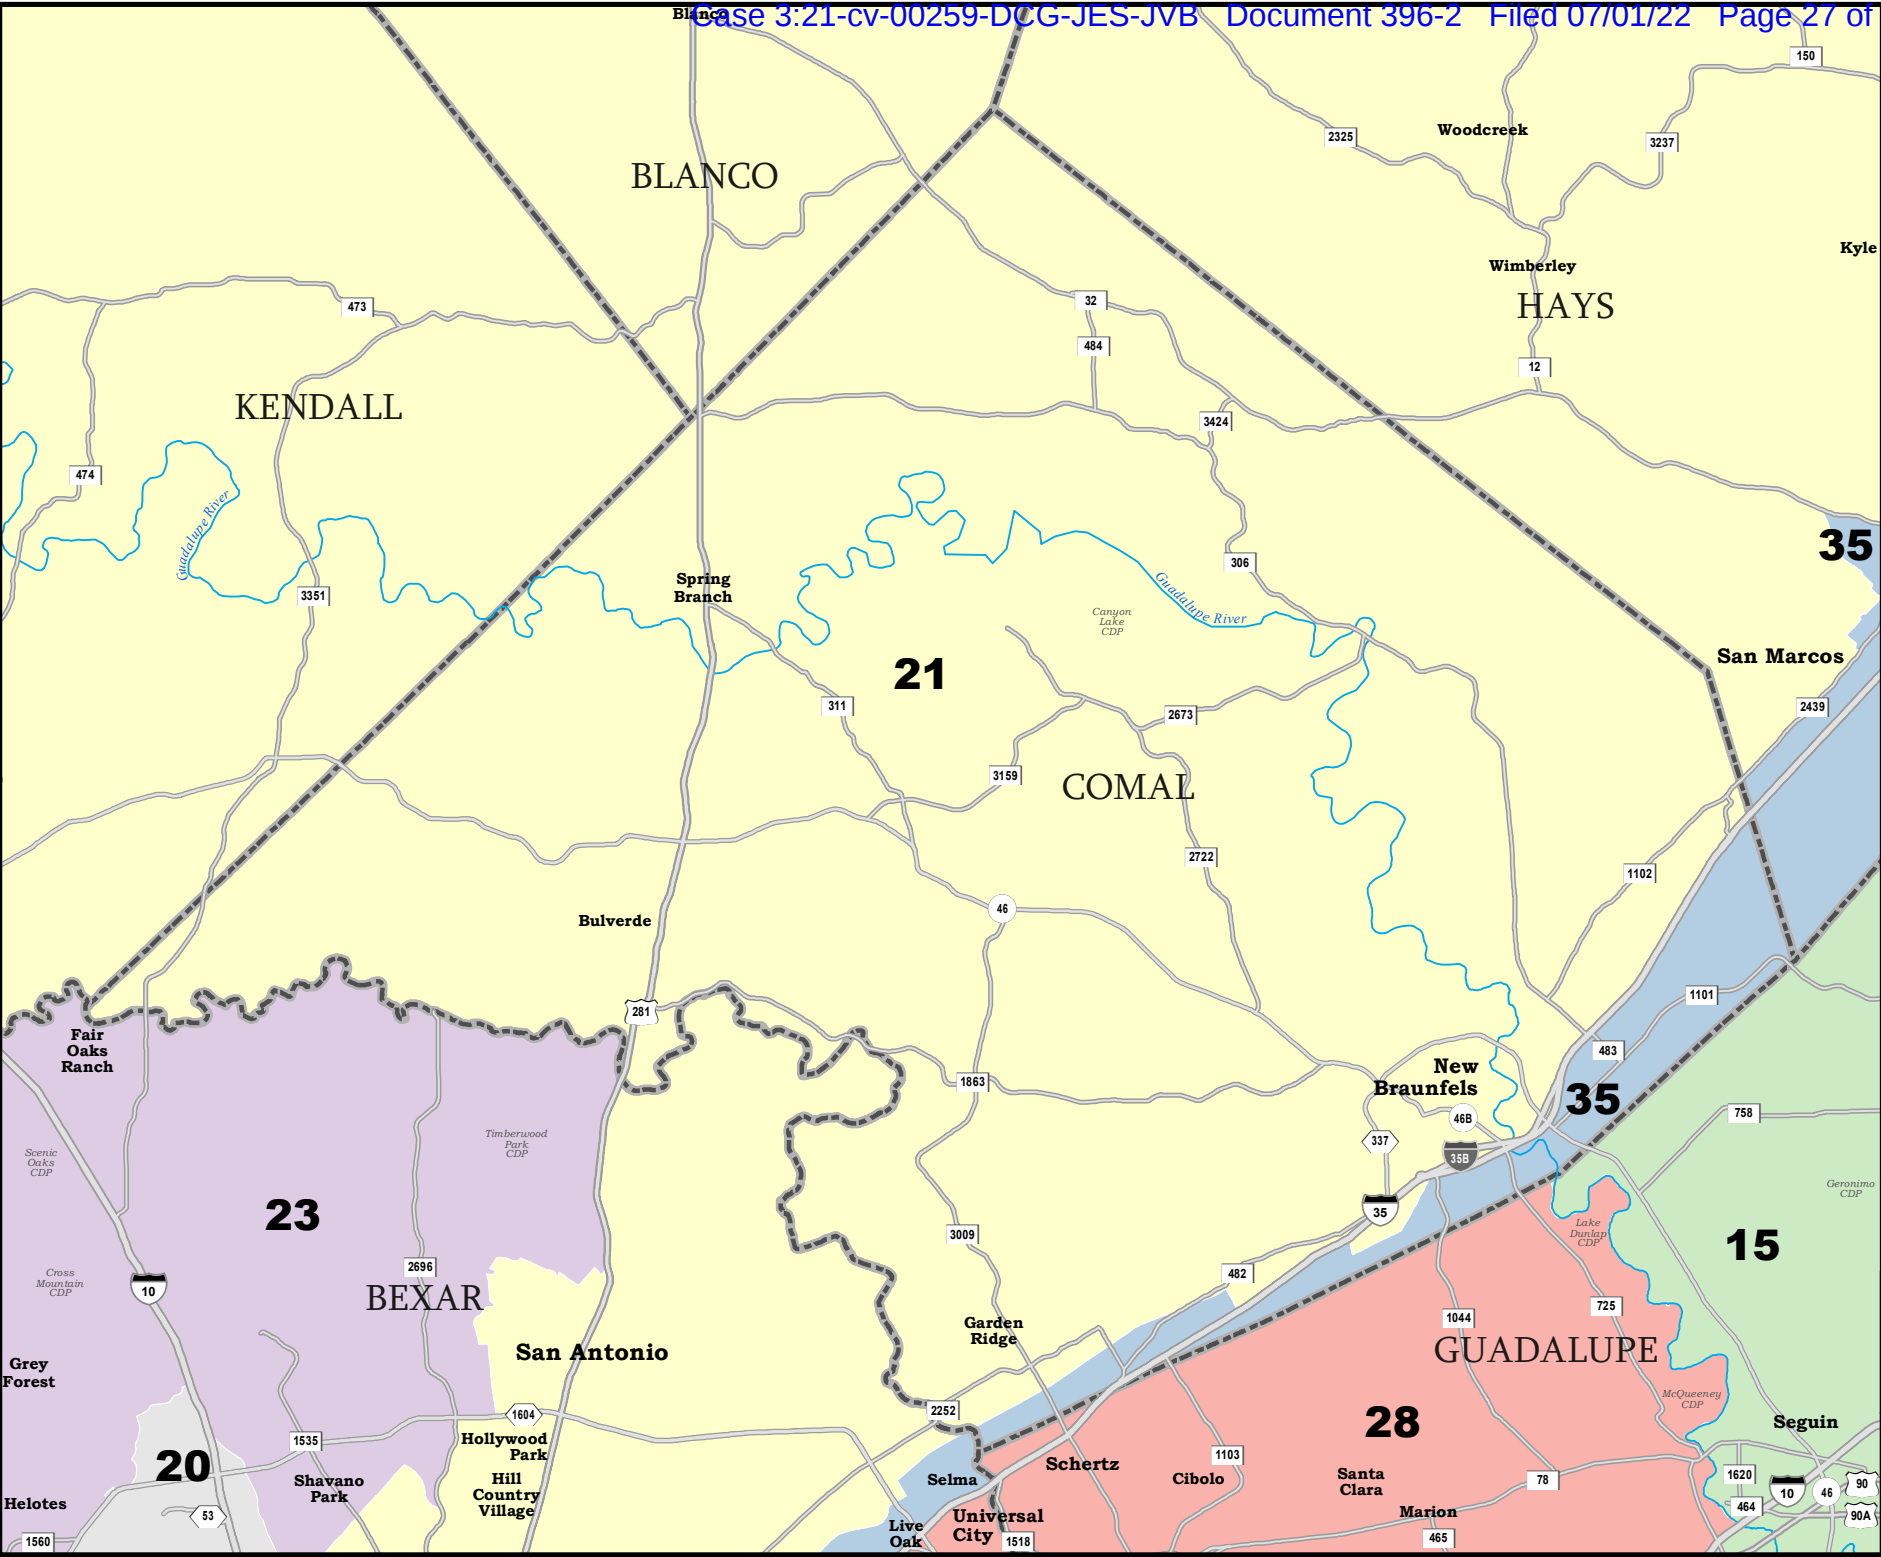 Blanco
Case 3:21-cv-00259-DCG-JES-JVB Document 396-2 Filed 07/01/22 Page 27 of
150
2325
Woodcreek
3237
BLANCO
Kyle
Wimberley
HAYS
473
32
484
12
KENDALL
3424
474
Guadalupe River
35
306
Spring
Branch
3351
Guadalupe River
Canyon
Lake
CDP
21
San Marcos
311
2673
2439
3159
COMAL
2722
1102
46
Bulverde
281
1101
Fair
Oaks
Ranch
483
New
Braunfels
1863
35
46B
758
337
35B
Timberwood
Park
CDP
Scenic
Oaks
CDP
Geronimo
CDP
23
35
3009
Lake
Dunlap
CDP
15
2696
482
Cross
Mountain
CDP
10
BEXAR
725
1044
Garden
Ridge
GUADALUPE
San Antonio
Grey
Forest
McQueeney
CDP
1604
2252
28
Seguin
1535
Hollywood
Park
20
Schertz
1103
Cibolo
Selma
Santa
Clara
78
1620
10
46
90
Shavano
Park
Hill
Country
Village
Helotes
53
464
90A
Universal
City
Marion
Live
Oak
1560
1518
465